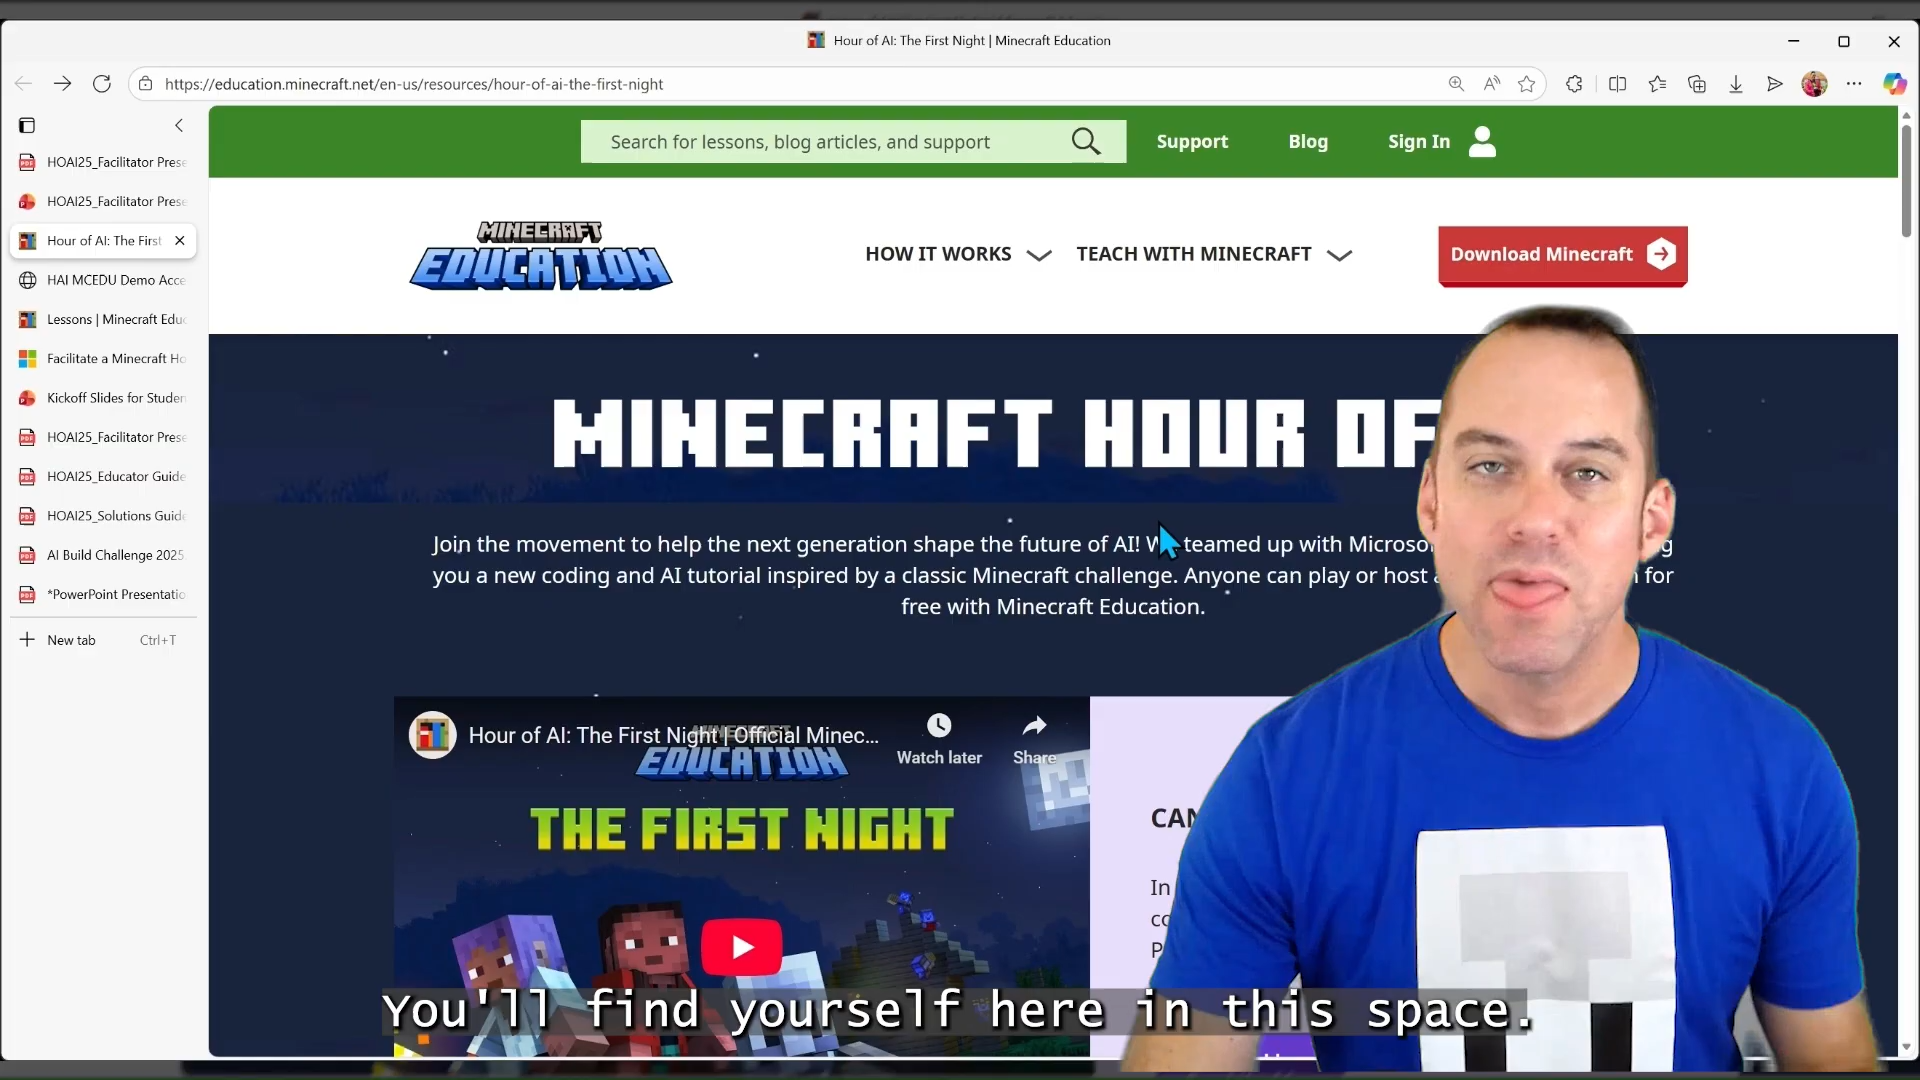 Hour of AI: The First Night | Minecraft Education
https://education.minecraft.net/en-us/resources/hour-of-ai-the-first-night
HOAI25_Facilitator Prese
HOAI25_Facilitator Prese
Hour of AI: The First
HAI MCEDU Demo Acce
Lessons | Minecraft Educ
Facilitate a Minecraft Ho
Kickoff Slides for Studen
HOAI25_Facilitator Prese
HOAI25_Educator Guide
HOAI25_Solutions Guide
AI Build Challenge 2025
*PowerPoint Presentatio
New tab Ctrl+T
Search for lessons, blog articles, and support
Support
Blog
Sign In
MINECRAFT
EDUCATION
HOW IT WORKS
TEACH WITH MINECRAFT
Download Minecraft
MINECRAFT HOUR OF
Join the movement to help the next generation shape the future of AI! teamed up with
you a new coding and AI tutorial inspired by a classic Minecraft challenge. Anyone can play or host for
free with Minecraft Education.
Hour of AI: The First Night | Official Minec...
Watch later
Share
MINECRAFT
EDUCATION
THE FIRST NIGHT
In
You'll find yourself here in this space.